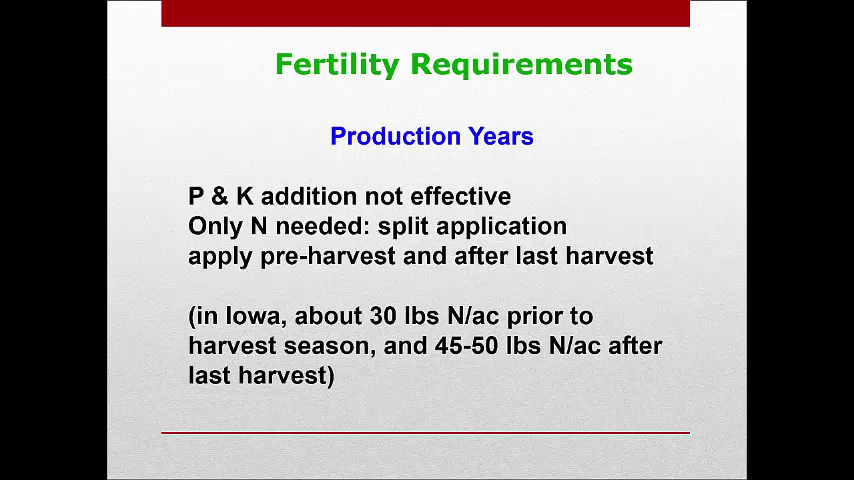 Fertility Requirements
Production Years
P & K addition not effective
Only N needed: split application
apply pre-harvest and after last harvest
(in Iowa, about 30 lbs N/ac prior to
harvest season, and 45-50 lbs N/ac after
last harvest)